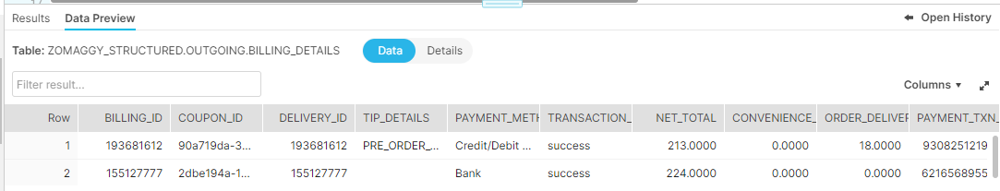 Results Data Preview Open History
Table: ZOMAGGY_STRUCTURED.OUTGOING.BILLING_DETAILS Data Details
Filter result...
Columns
Row BILLING_ID COUPON_ID DELIVERY_ID TIP_DETAILS PAYMENT_METH TRANSACTION_ NET_TOTAL CONVENIENCE_ ORDER_DELIVER PAYMENT_TXN_
1 193681612 90a719da-3... 193681612 PRE_ORDER_... Credit/Debit ... success 213.0000 0.0000 18.0000 9308251219
2 155127777 2dbe194a-1... 155127777 Bank success 224.0000 0.0000 0.0000 6216568955